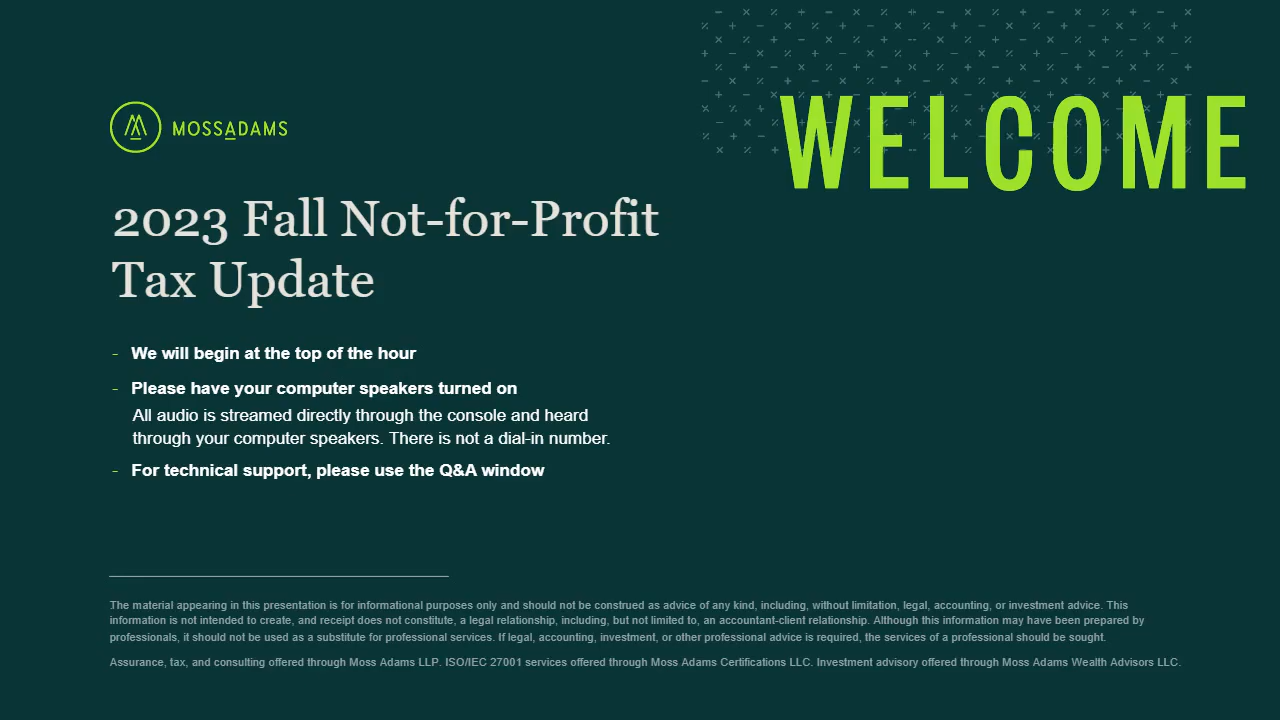 WELCOME
MOSSADAMS
2023 Fall Not-for-Profit
Tax Update
- We will begin at the top of the hour
- Please have your computer speakers turned on
All audio is streamed directly through the console and heard
through your computer speakers. There is not a dial-in number.
- For technical support, please use the Q&A window
The material appearing in this presentation is for informational purposes only and should not be construed as advice of any kind, including, without limitation, legal, accounting, or investment advice. This
information is not intended to create, and receipt does not constitute, a legal relationship, including, but not limited to, an accountant-client relationship. Although this information may have been prepared by
professionals, it should not be used as a substitute for professional services. If legal, accounting, investment, or other professional advice is required, the services of a professional should be sought.
Assurance, tax, and consulting offered through Moss Adams LLP. ISO/IEC 27001 services offered through Moss Adams Certifications LLC. Investment advisory offered through Moss Adams Wealth Advisors LLC.